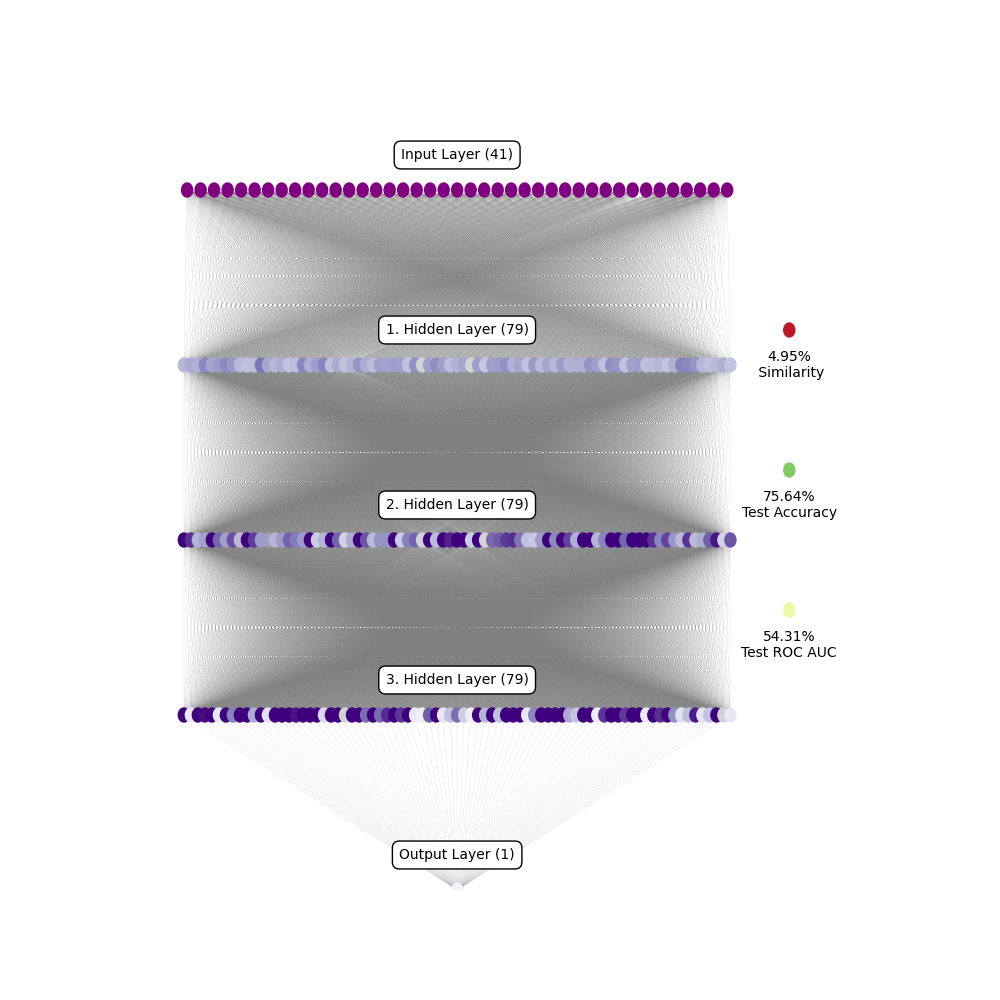 Input Layer (41)
1. Hidden Layer (79)
4.95%
Similarity
2. Hidden Layer (79)
75.64%
Test Accuracy
54.31%
Test ROC AUC
3. Hidden Layer (79)
Output Layer (1)